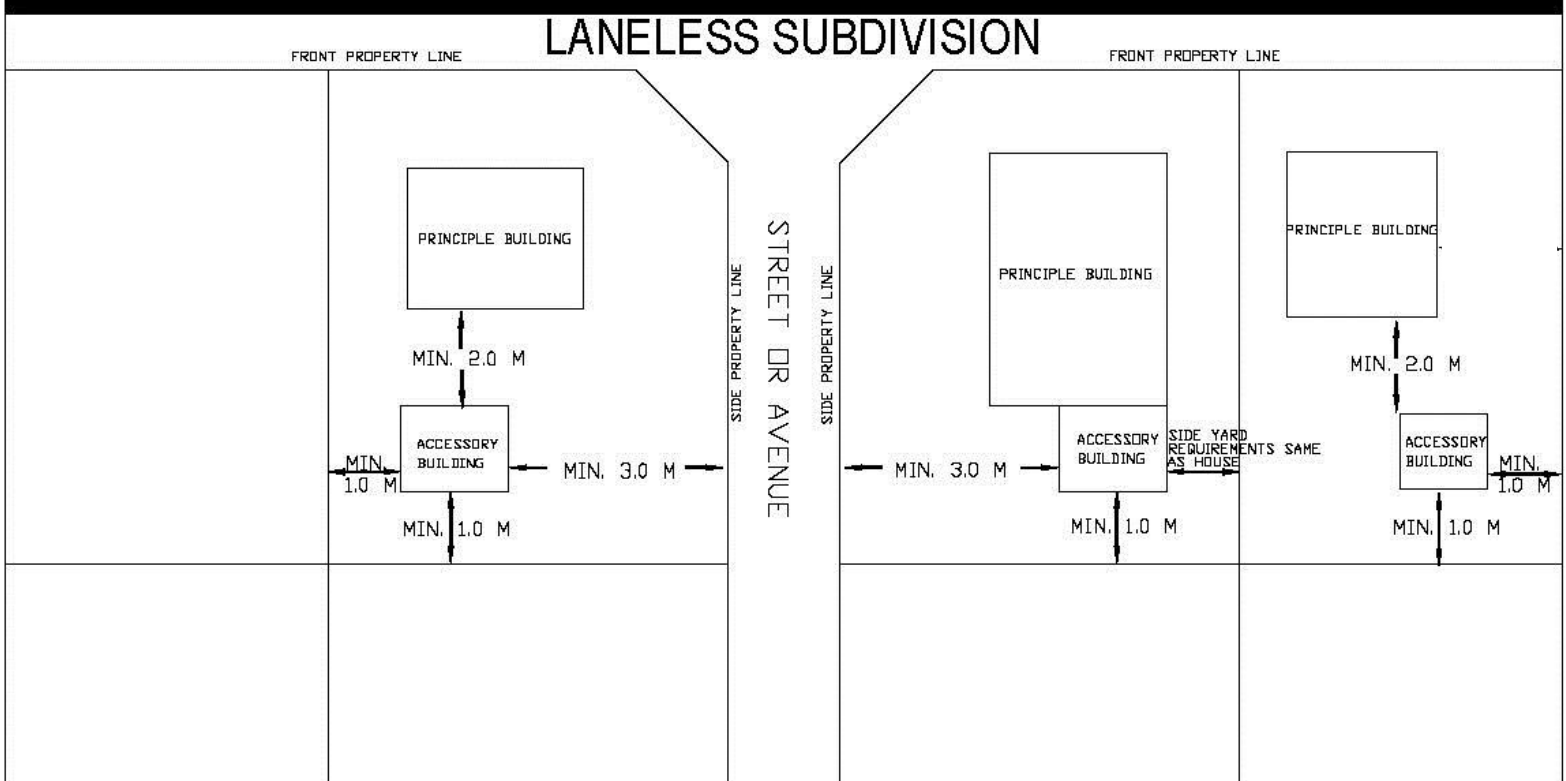 LANELESS SUBDIVISION
FRONT PROPERTY LINE
FRONT PROPERTY LINE
PRINCIPLE BUILDING
MIN. 2.0 M
ACCESSORY
BUILDING
MIN.
1.0 M
MIN. 3.0 M
MIN. 1.0 M
SIDE PROPERTY LINE
STREET OR AVENUE
SIDE PROPERTY LINE
PRINCIPLE BUILDING
MIN. 3.0 M
ACCESSORY
BUILDING
SIDE YARD
REQUIREMENTS SAME
AS HOUSE
MIN. 1.0 M
PRINCIPLE BUILDING
MIN. 2.0 M
ACCESSORY
BUILDING
MIN.
1.0 M
MIN. 1.0 M